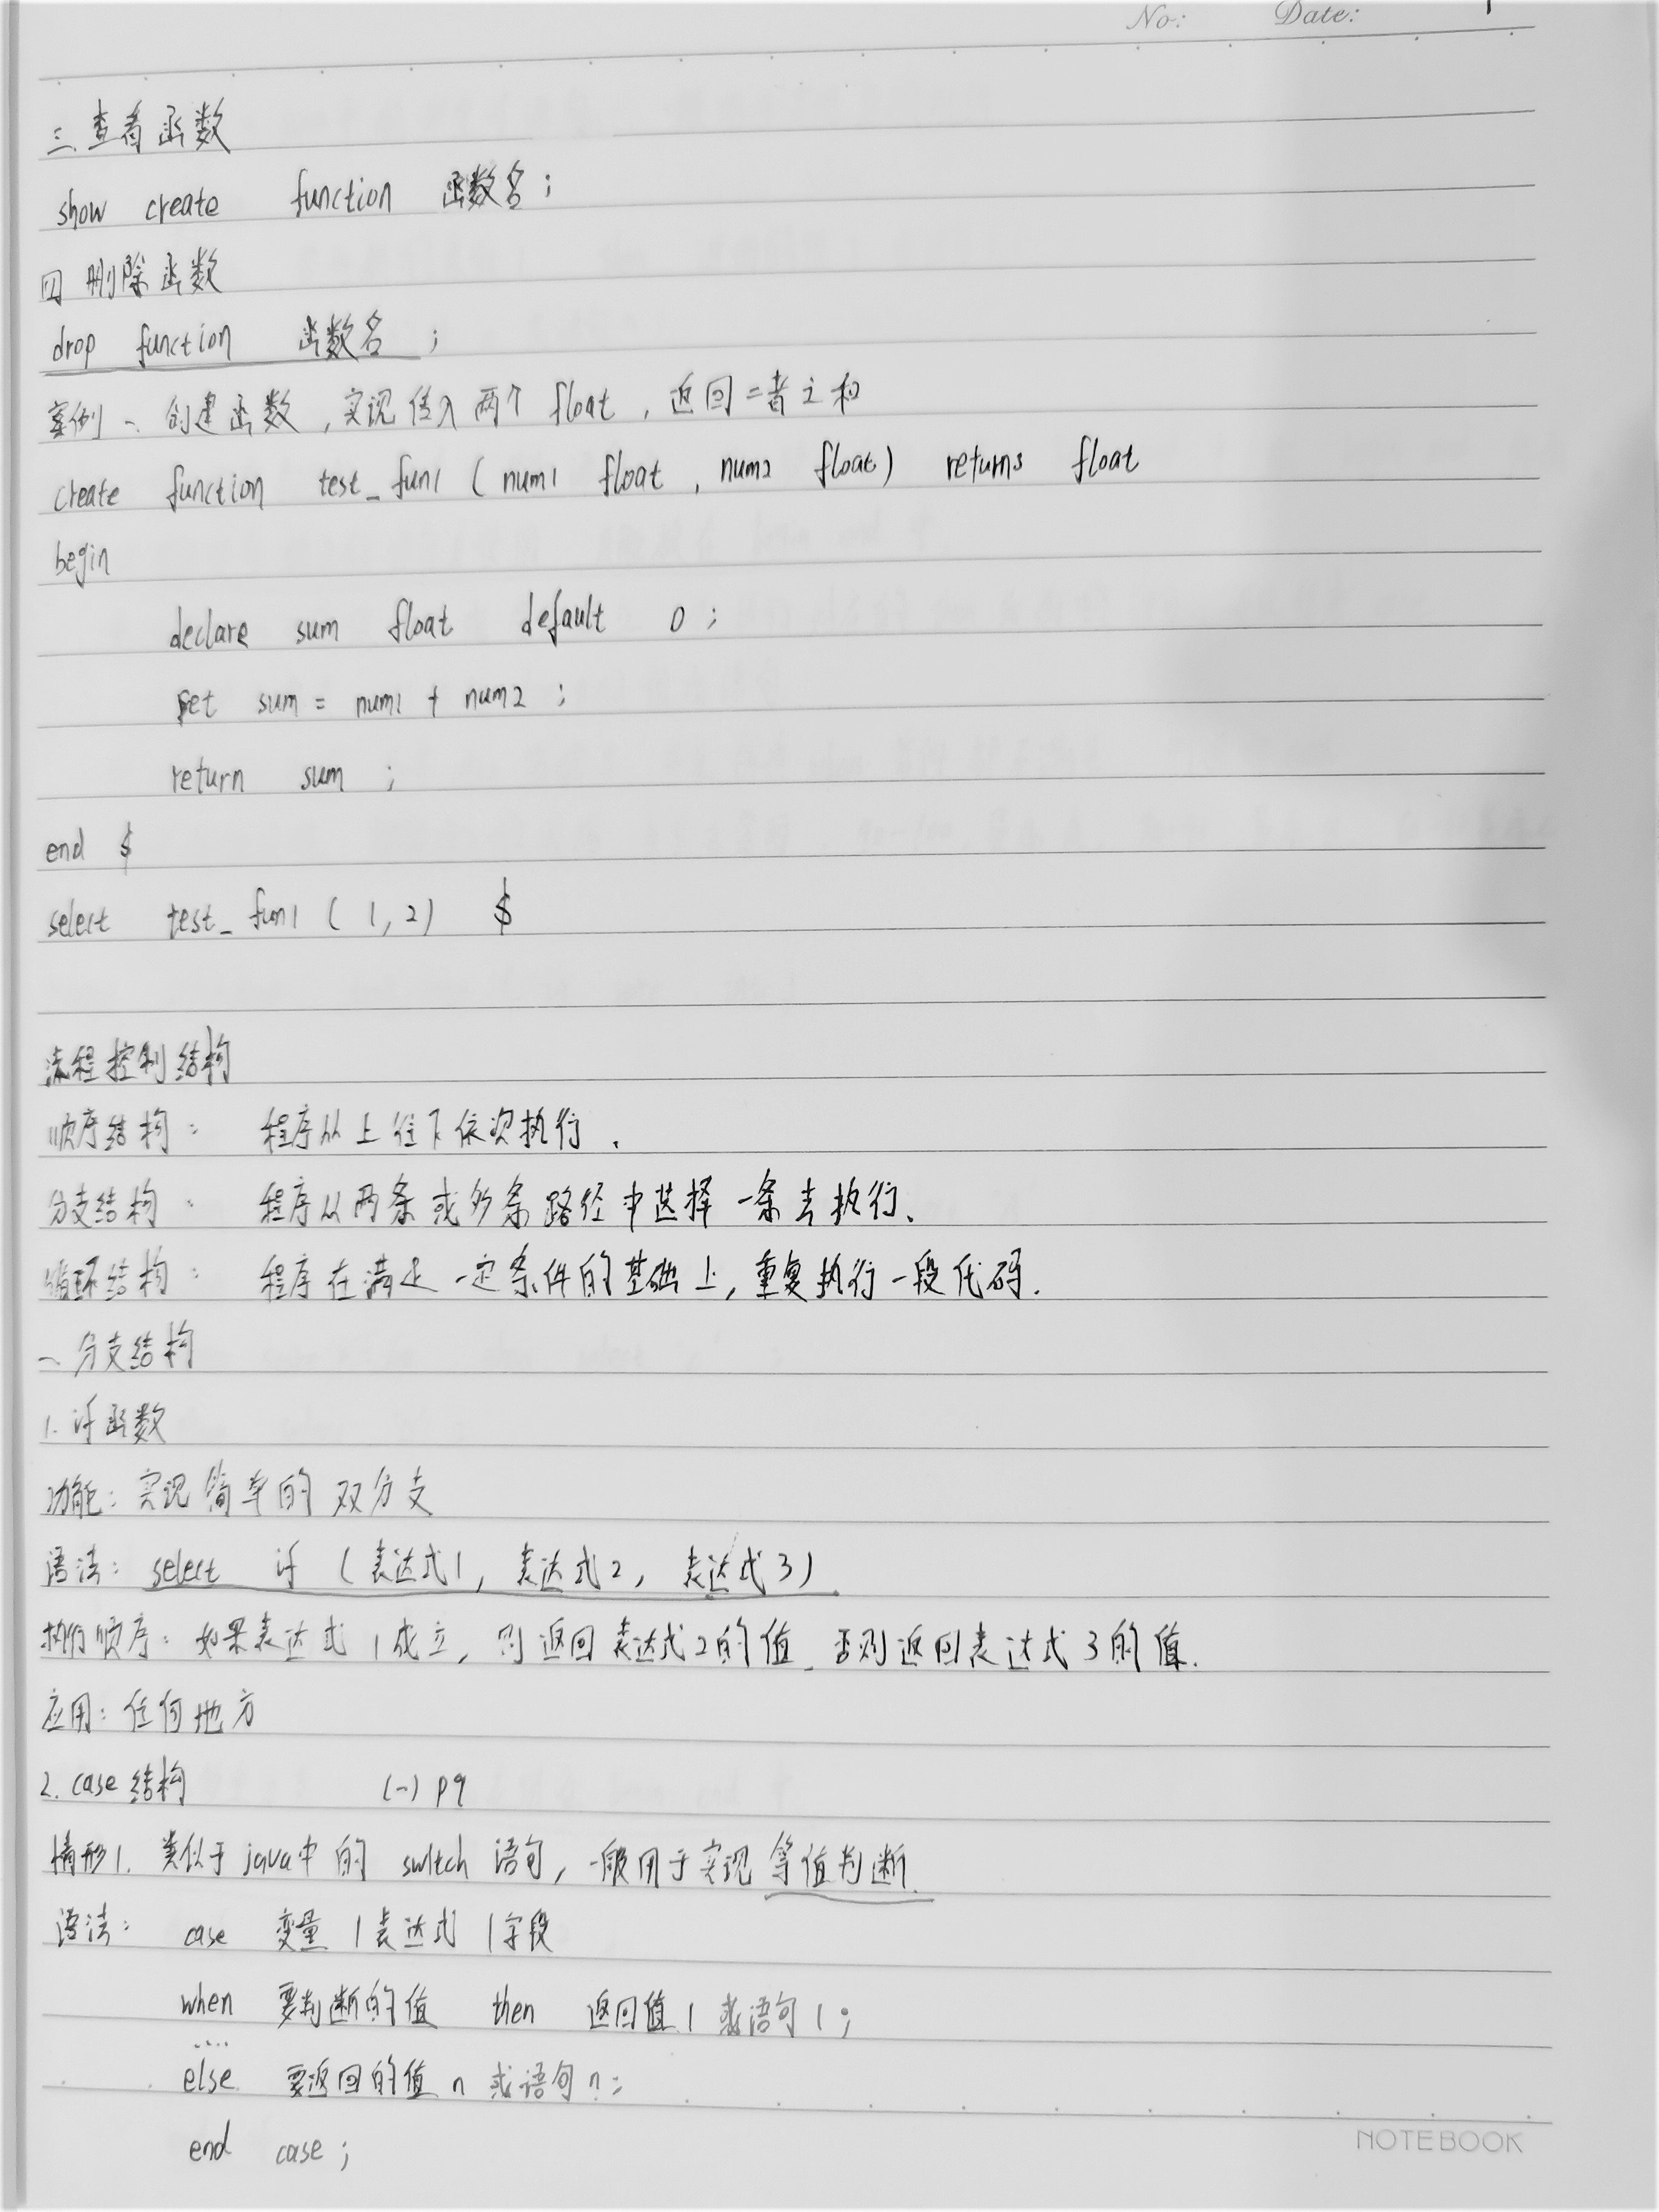 No: Date:
三、查看函数
show create function 函数名;
四 删除函数
drop function 函数名;
案例一、创建函数,实现传入两个float,返回二者之和
create function test_fun1 (num1 float, num2 float) returns float
begin
declare sum float default 0;
set sum = num1 + num2;
return sum;
end $
select test_fun1 (1,2) $
流程控制结构
顺序结构: 程序从上往下依次执行、
分支结构: 程序从两条或多条路径中选择一条去执行、
循环结构: 程序在满足一定条件的基础上,重复执行一段代码.
一、分支结构
1. if函数
功能:实现简单的双分支
语法:select if (表达式1, 表达式2, 表达式3).
执行顺序:如果表达式1成立,则返回表达式2的值、否则返回表达式3的值.
应用:任何地方
2. case结构 (一) P9
情形1. 类似于java中的 switch 语句,一般用于实现等值判断.
语法: case 变量|表达式|字段
when 要判断的值 then 返回值1或语句1;
....
else 要返回的值n或语句n;
end case;
NOTEBOOK